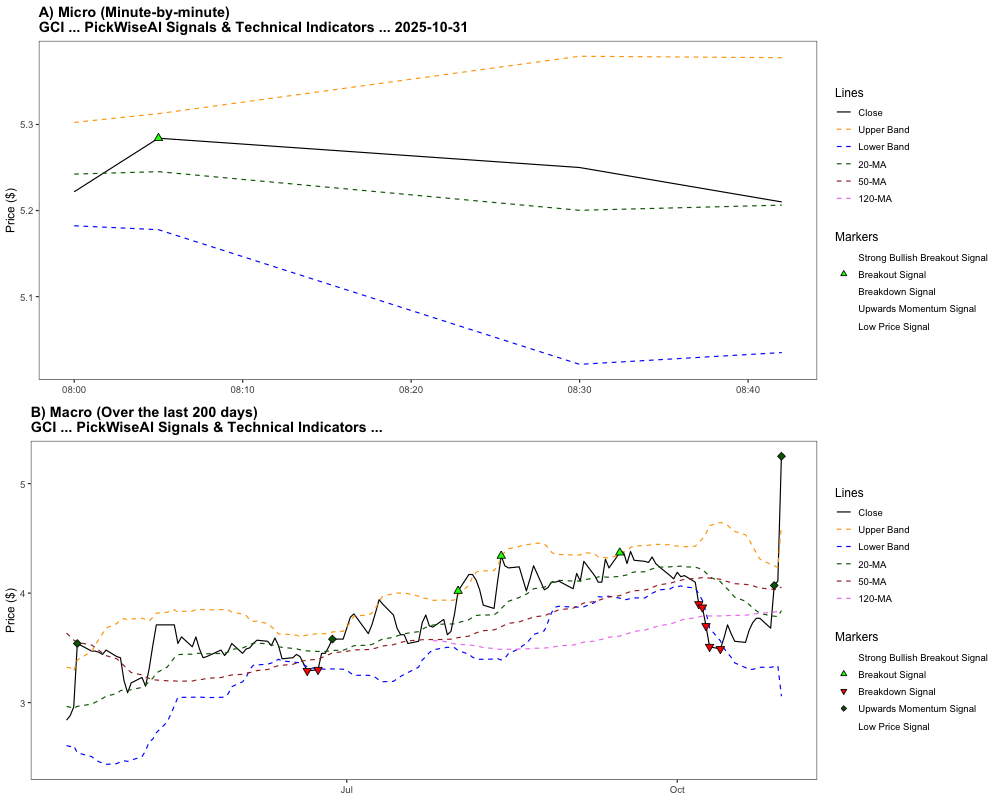 A) Micro (Minute-by-minute)
GCI ... PickWiseAI Signals & Technical Indicators ... 2025-10-31
Price ($)
5.3
5.2
5.1
08:00
08:10
08:20
08:30
08:40
Lines
Close
Upper Band
Lower Band
20-MA
50-MA
120-MA
Markers
Strong Bullish Breakout Signal
Breakout Signal
Breakdown Signal
Upwards Momentum Signal
Low Price Signal
B) Macro (Over the last 200 days)
GCI ... PickWiseAI Signals & Technical Indicators ...
Price ($)
5
4
3
Jul
Oct
Lines
Close
Upper Band
Lower Band
20-MA
50-MA
120-MA
Markers
Strong Bullish Breakout Signal
Breakout Signal
Breakdown Signal
Upwards Momentum Signal
Low Price Signal